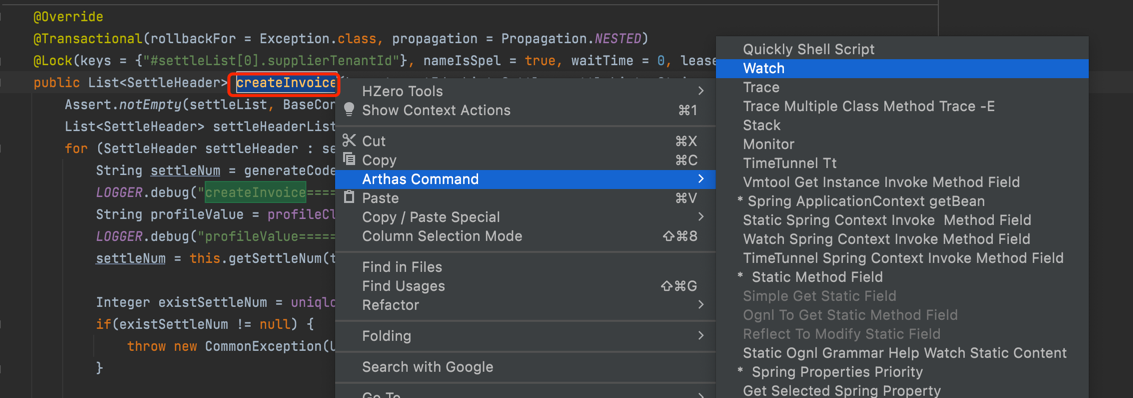 @Override
@Transactional(rollbackFor = Exception.class, propagation = Propagation.NESTED)
@Lock(keys = {"#settleList[0].supplierTenantId"}, nameIsSpel = true, waitTime = 0, lease
public List<SettleHeader> createInvoice
Assert.notEmpty(settleList, BaseCon
List<SettleHeader> settleHeaderList
for (SettleHeader settleHeader : se
String settleNum = generateCode
LOGGER.debug("createInvoice=====
String profileValue = profileCl
LOGGER.debug("profileValue=====
settleNum = this.getSettleNum(t
Integer existSettleNum = uniqlo
if(existSettleNum != null) {
throw new CommonException(U
}
HZero Tools
Show Context Actions ⌘1
Cut ⌘X
Copy ⌘C
Arthas Command
Paste ⌘V
Copy / Paste Special
Column Selection Mode ⇧⌘8
Find in Files
Find Usages ⇧⌘G
Refactor
Folding
Search with Google
Go To
Quickly Shell Script
Watch
Trace
Trace Multiple Class Method Trace -E
Stack
Monitor
TimeTunnel Tt
Vmtool Get Instance Invoke Method Field
* Spring ApplicationContext getBean
Static Spring Context Invoke  Method Field
Watch Spring Context Invoke Method Field
TimeTunnel Spring Context Invoke Method Field
*  Static Method Field
Simple Get Static Field
Ognl To Get Static Method Field
Reflect To Modify Static Field
Static Ognl Grammar Help Watch Static Content
*  Spring Properties Priority
Get Selected Spring Property